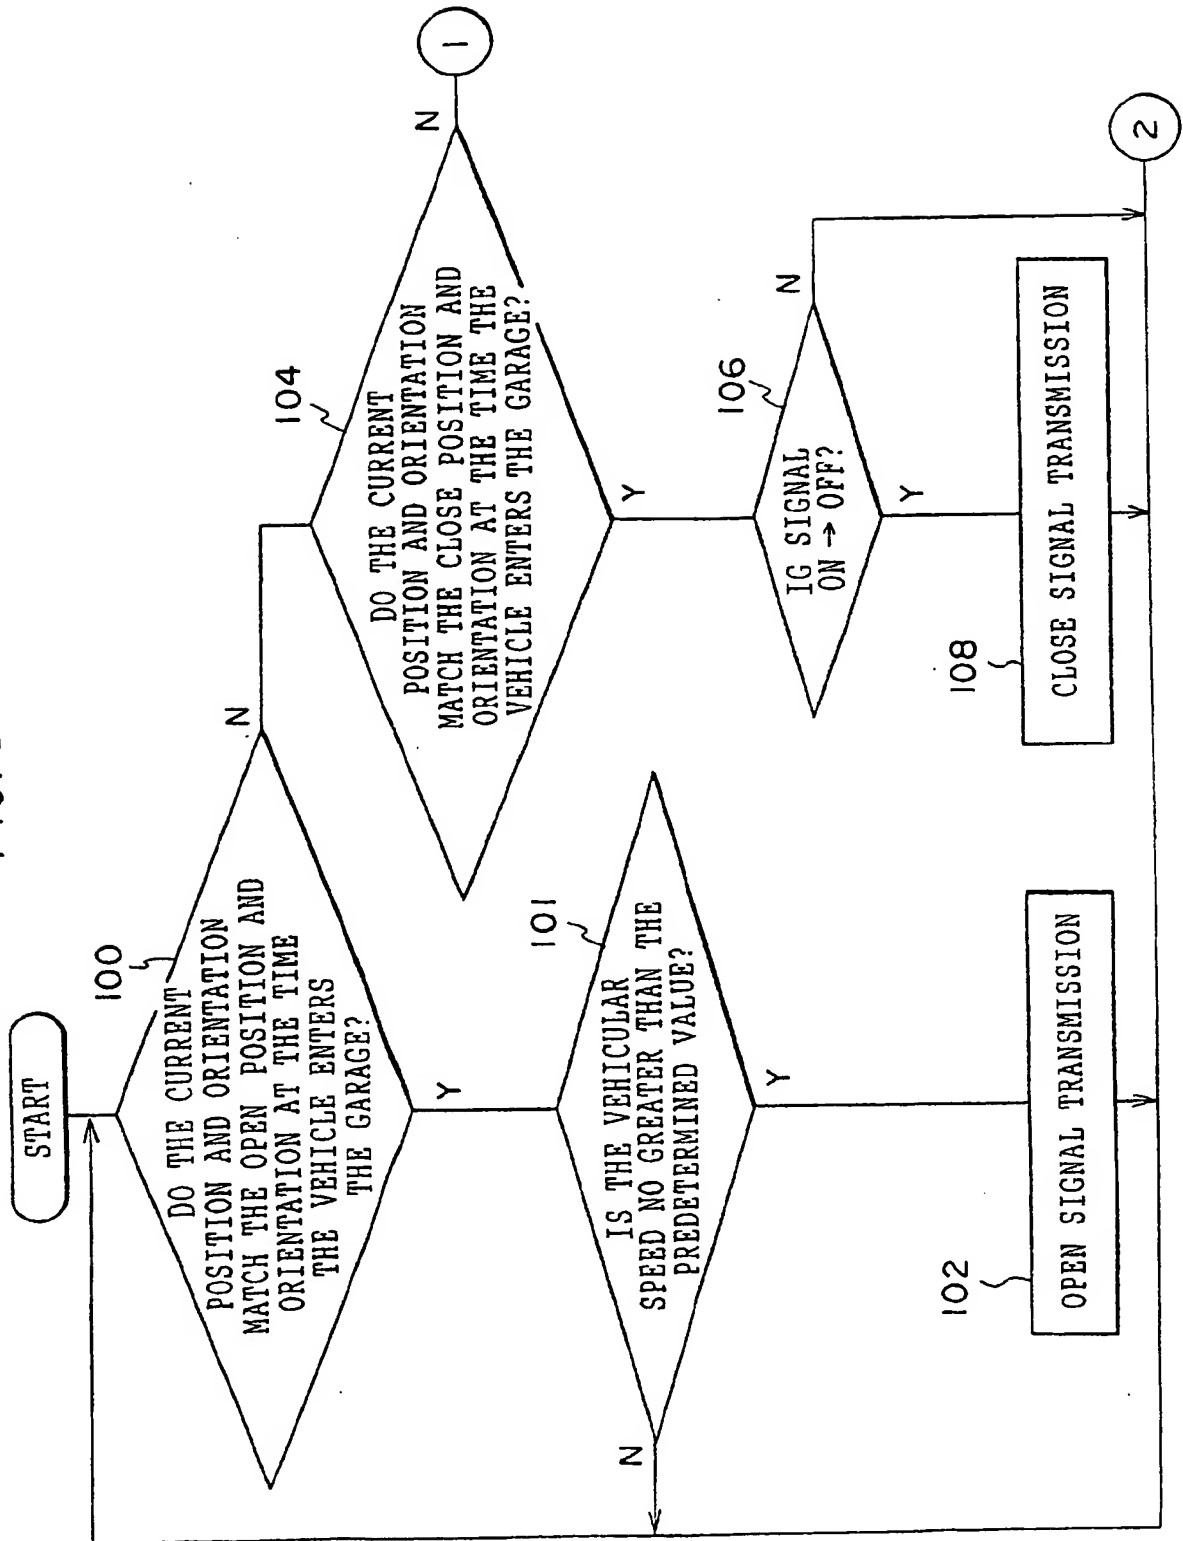 START
100
DO THE CURRENT
POSITION AND ORIENTATION
MATCH THE OPEN POSITION AND
ORIENTATION AT THE TIME
THE VEHICLE ENTERS
THE GARAGE?
N
Y
101
IS THE VEHICULAR
SPEED NO GREATER THAN THE
PREDETERMINED VALUE?
N
Y
102
OPEN SIGNAL TRANSMISSION
104
DO THE CURRENT
POSITION AND ORIENTATION
MATCH THE CLOSE POSITION AND
ORIENTATION AT THE TIME THE
VEHICLE ENTERS THE GARAGE?
N
1
Y
106
IG SIGNAL
ON → OFF?
N
Y
108
CLOSE SIGNAL TRANSMISSION
2